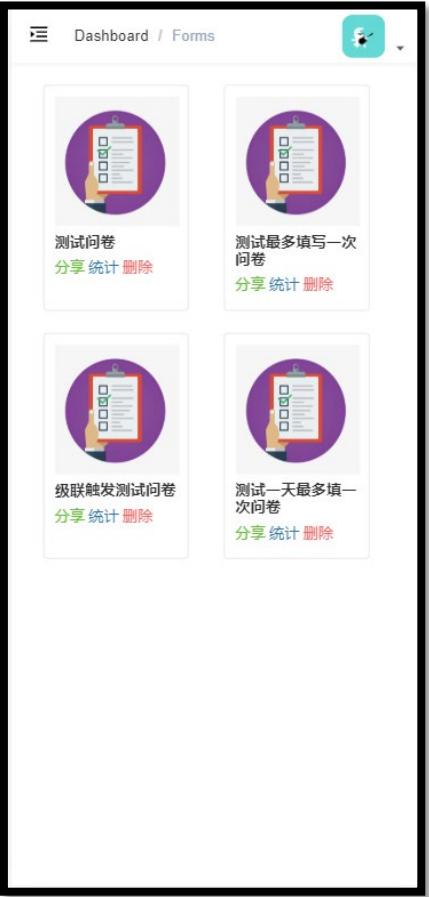 Dashboard / Forms
测试问卷
分享 统计 删除
测试最多填写一次
问卷
分享 统计 删除
级联触发测试问卷
分享 统计 删除
测试一天最多填一
次问卷
分享 统计 删除